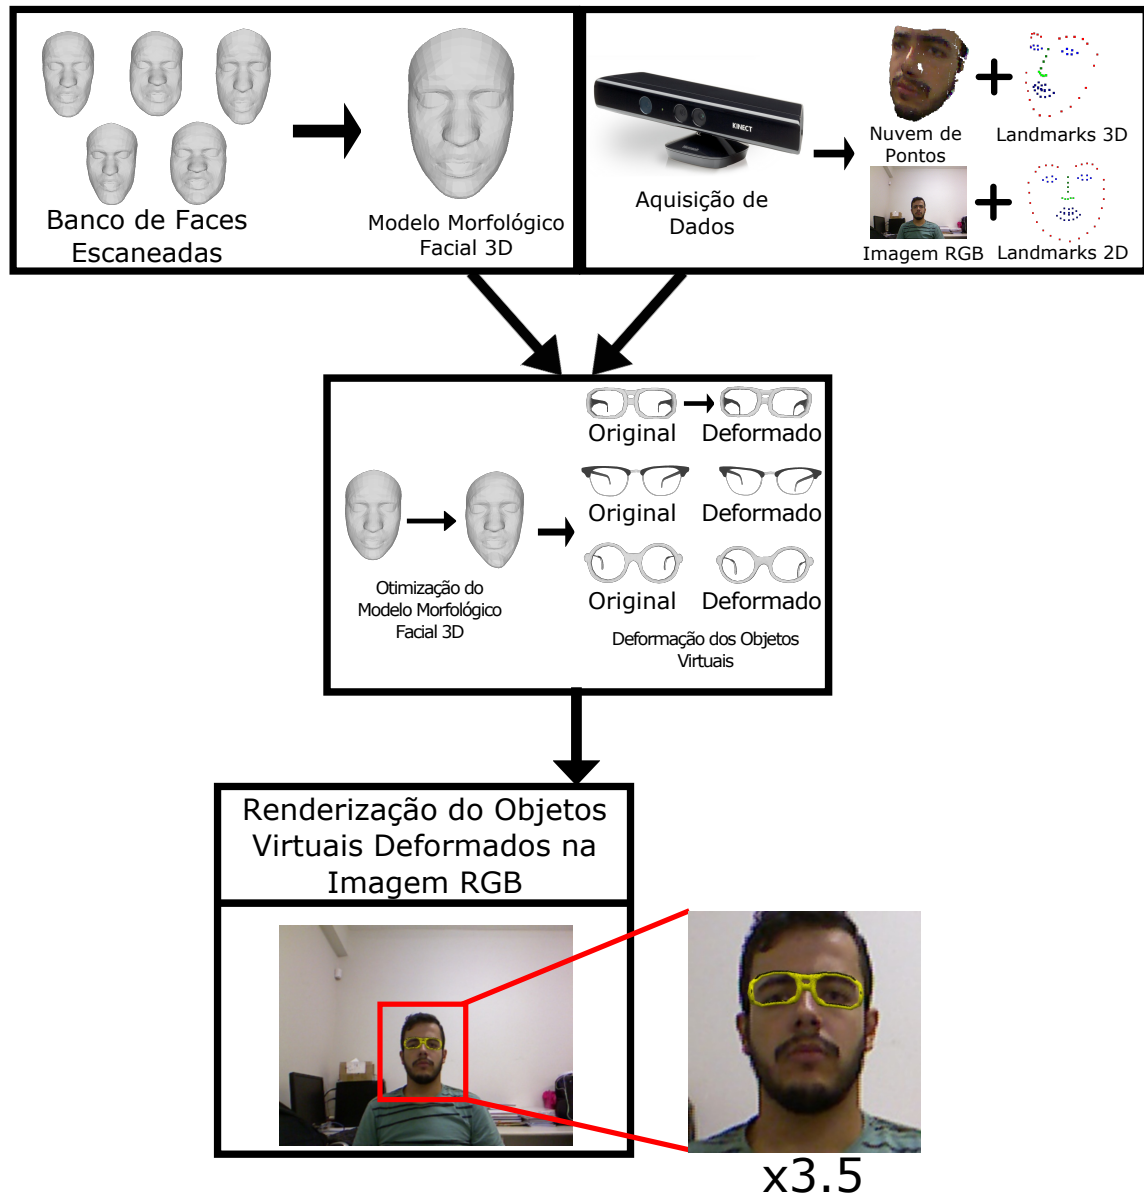 Banco de Faces
Escaneadas
Modelo Morfológico
Facial 3D
KINECT
Aquisição de
Dados
Nuvem de
Pontos
Landmarks 3D
Imagem RGB
Landmarks 2D
Original
Deformado
Original
Deformado
Original
Deformado
Otimização do
Modelo Morfológico
Facial 3D
Deformação dos Objetos
Virtuais
Renderização do Objetos
Virtuais Deformados na
Imagem RGB
x3.5